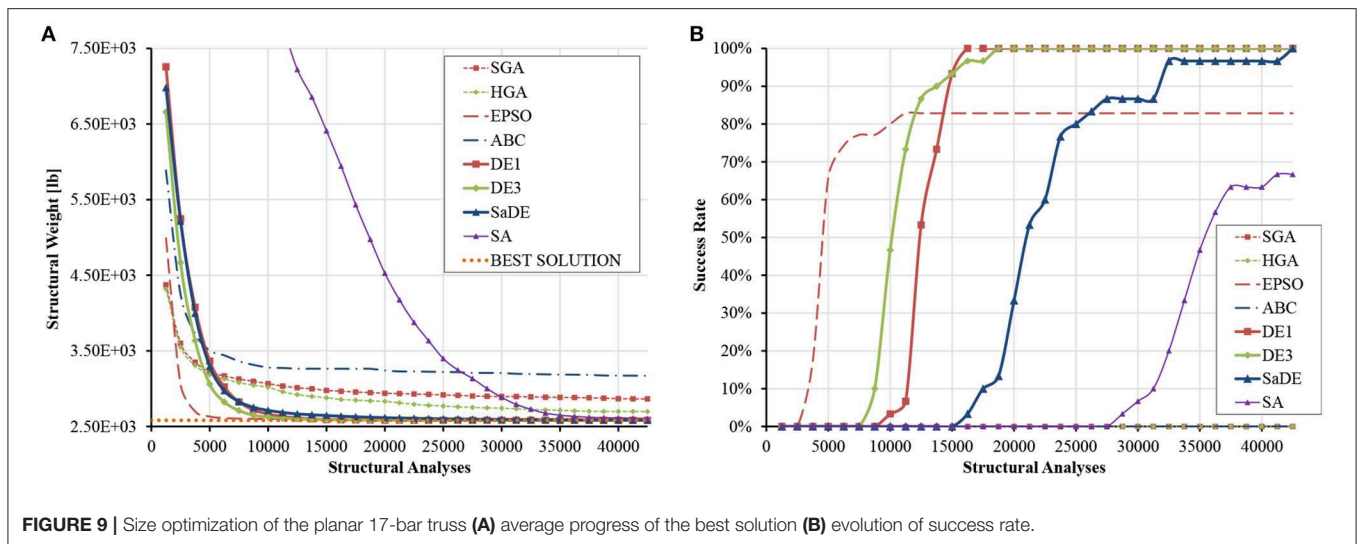 A
7.50E+03
6.50E+03
5.50E+03
4.50E+03
3.50E+03
2.50E+03
Structural Weight [lb]
0
5000
10000
15000
20000
25000
30000
35000
40000
Structural Analyses
SGA
HGA
EPSO
ABC
DE1
DE3
SaDE
SA
BEST SOLUTION
B
100%
90%
80%
70%
60%
50%
40%
30%
20%
10%
0%
Success Rate
0
5000
10000
15000
20000
25000
30000
35000
40000
Structural Analyses
SGA
HGA
EPSO
ABC
DE1
DE3
SaDE
SA
FIGURE 9 | Size optimization of the planar 17-bar truss (A) average progress of the best solution (B) evolution of success rate.